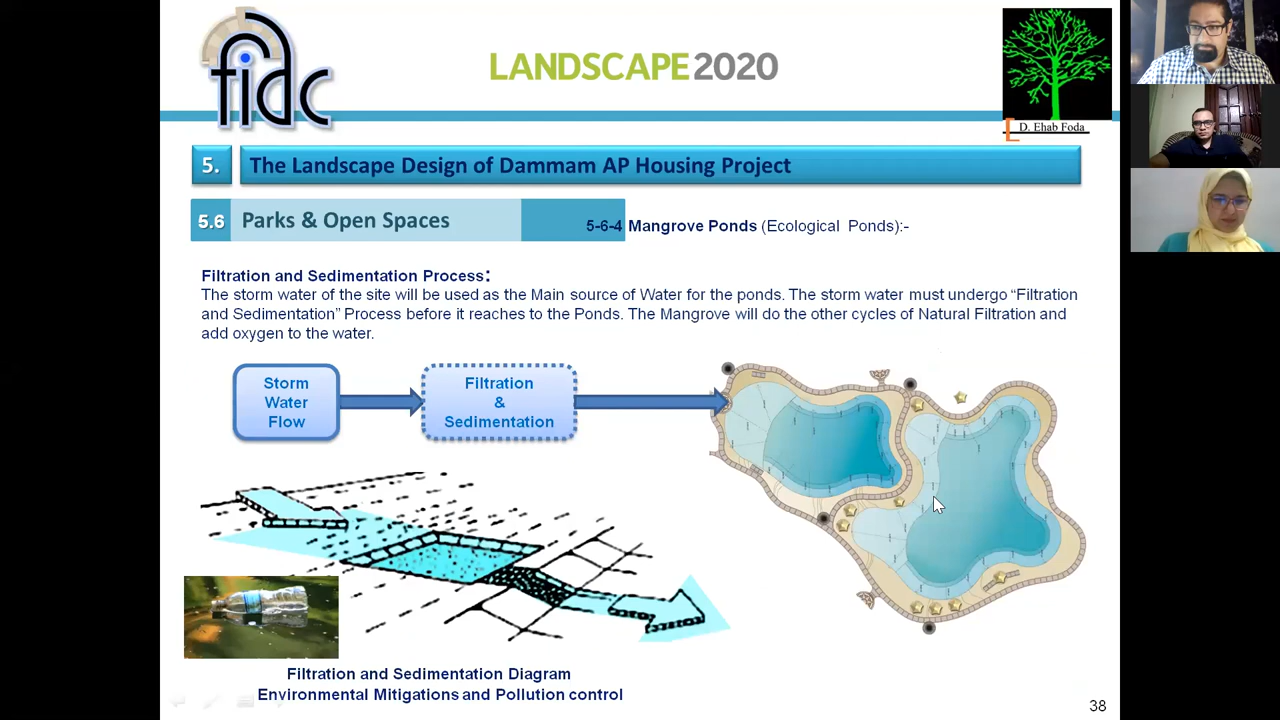 fidc
LANDSCAPE2020
D. Ehab Foda
5. The Landscape Design of Dammam AP Housing Project
5.6 Parks & Open Spaces
5-6-4 Mangrove Ponds (Ecological Ponds):-
Filtration and Sedimentation Process:
The storm water of the site will be used as the Main source of Water for the ponds. The storm water must undergo “Filtration
and Sedimentation” Process before it reaches to the Ponds. The Mangrove will do the other cycles of Natural Filtration and
add oxygen to the water.
Storm
Water
Flow
Filtration
&
Sedimentation
Filtration and Sedimentation Diagram
Environmental Mitigations and Pollution control
38